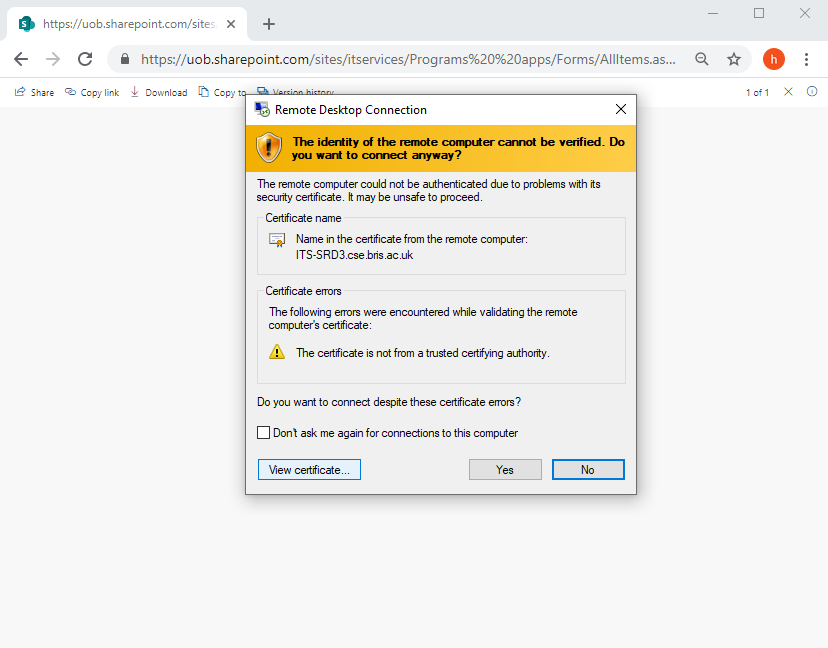 https://uob.sharepoint.com/sites
https://uob.sharepoint.com/sites/itservices/Programs%20%20apps/Forms/AllItems.as...
h
Share
Copy link
Download
Copy to
Version history
1 of 1
Remote Desktop Connection
The identity of the remote computer cannot be verified. Do
you want to connect anyway?
The remote computer could not be authenticated due to problems with its
security certificate. It may be unsafe to proceed.
Certificate name
Name in the certificate from the remote computer:
ITS-SRD3.cse.bris.ac.uk
Certificate errors
The following errors were encountered while validating the remote
computer's certificate:
The certificate is not from a trusted certifying authority.
Do you want to connect despite these certificate errors?
Don't ask me again for connections to this computer
View certificate...
Yes
No